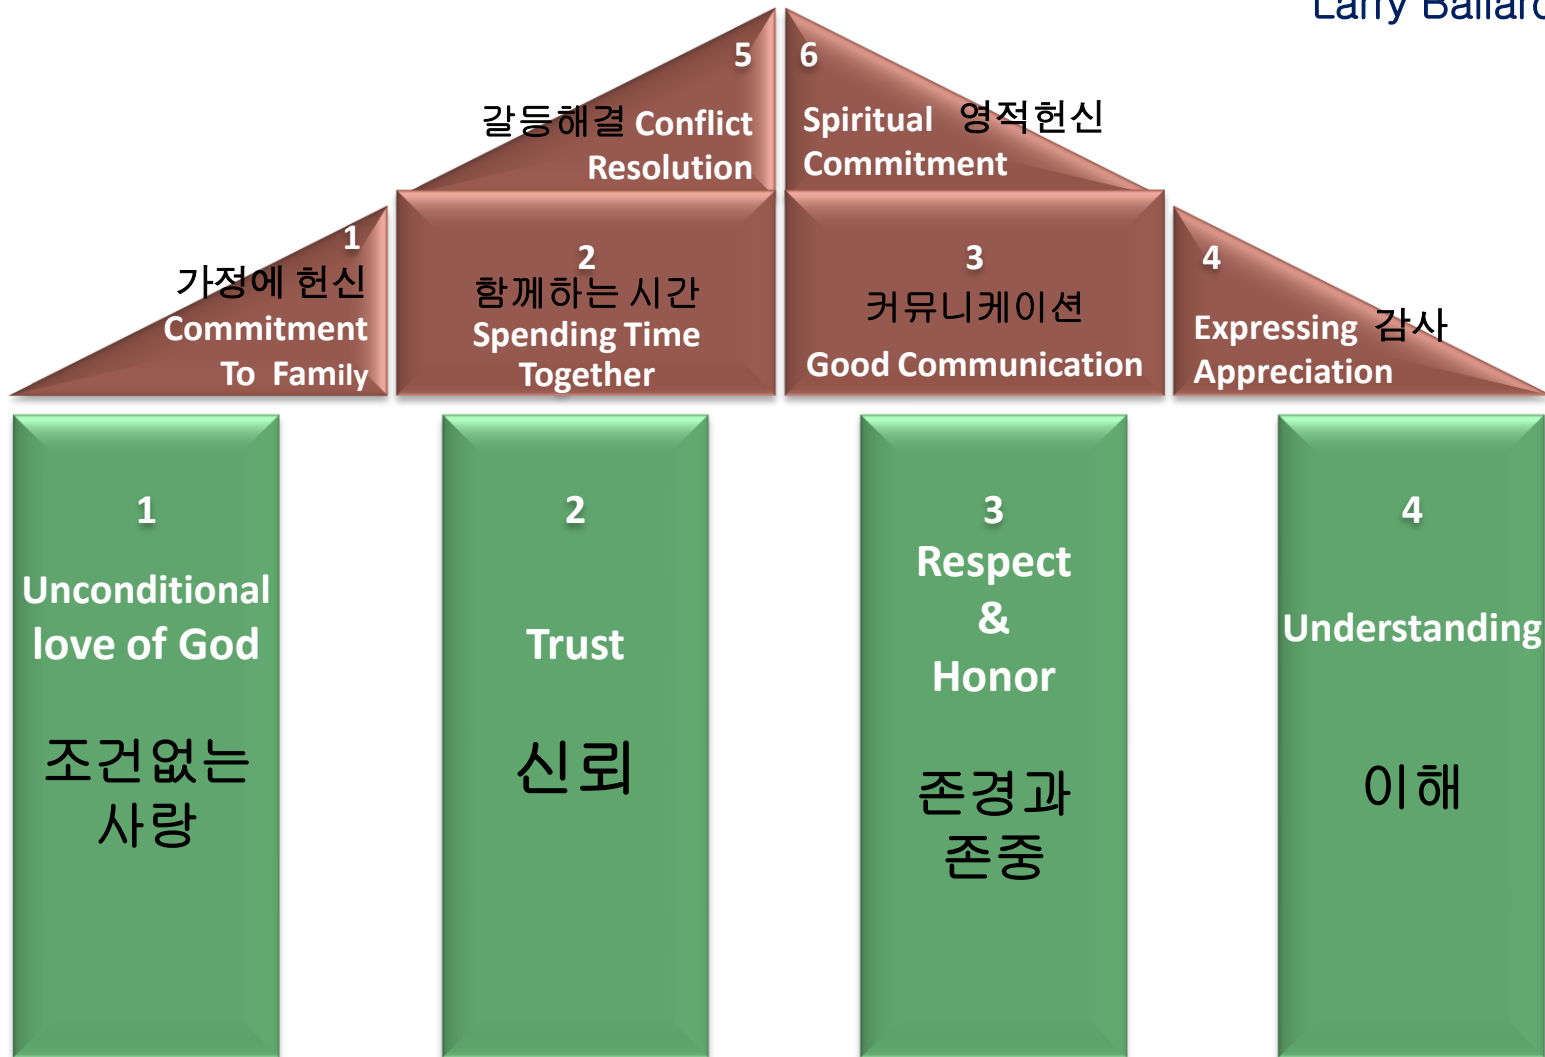 Larry Ballard
5
갈등해결 Conflict
Resolution
6
Spiritual 영적헌신
Commitment
1
가정에 헌신
Commitment
To Family
2
함께하는 시간
Spending Time
Together
3
커뮤니케이션
Good Communication
4
Expressing 감사
Appreciation
1
Unconditional
love of God
조건없는
사랑
2
Trust
신뢰
3
Respect
&
Honor
존경과
존중
4
Understanding
이해